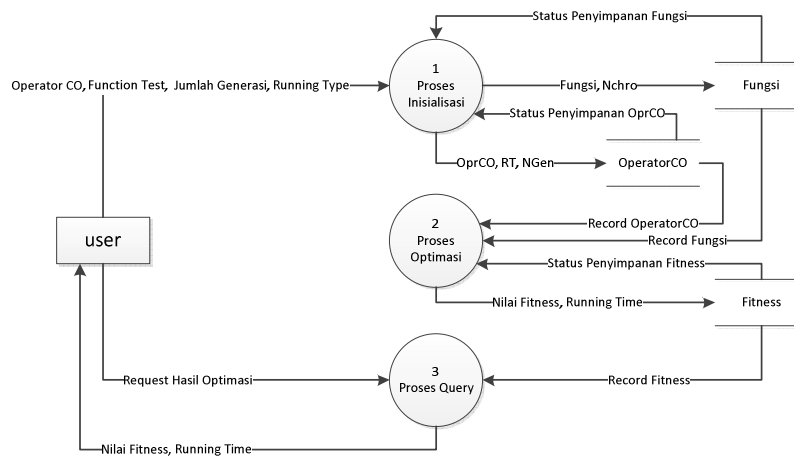 Status Penyimpanan Fungsi
1
Proses
Inisialisasi
Operator CO, Function Test, Jumlah Generasi, Running Type
Fungsi, Nchro
Fungsi
Status Penyimpanan OprCO
OprCO, RT, NGen
OperatorCO
2
Proses
Optimasi
Record OperatorCO
user
Record Fungsi
Status Penyimpanan Fitness
Nilai Fitness, Running Time
Fitness
3
Proses Query
Request Hasil Optimasi
Record Fitness
Nilai Fitness, Running Time